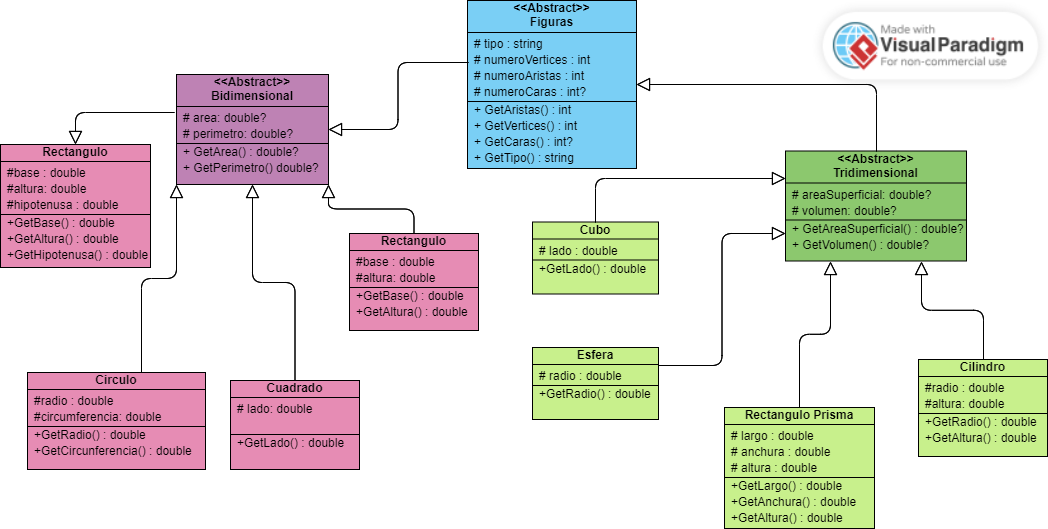 <<Abstract>>
Figuras
# tipo : string
# numeroVertices : int
# numeroAristas : int
# numeroCaras : int?
+ GetAristas() : int
+ GetVertices() : int
+ GetCaras() : int?
+ GetTipo() : string
Made with
Visual Paradigm
For non-commercial use
<<Abstract>>
Bidimensional
# area: double?
# perimetro: double?
+ GetArea() : double?
+ GetPerimetro() double?
Rectangulo
#base : double
#altura: double
#hipotenusa : double
+GetBase() : double
+GetAltura() : double
+GetHipotenusa() : double
<<Abstract>>
Tridimensional
# areaSuperficial: double?
# volumen: double?
+ GetAreaSuperficial() : double?
+ GetVolumen() : double?
Cubo
# lado : double
+GetLado() : double
Rectangulo
#base : double
#altura: double
+GetBase() : double
+GetAltura() : double
Esfera
# radio : double
+GetRadio() : double
Circulo
#radio : double
#circumferencia: double
+GetRadio() : double
+GetCircunferencia() : double
Cuadrado
# lado: double
+GetLado() : double
Rectangulo Prisma
# largo : double
# anchura : double
# altura : double
+GetLargo() : double
+GetAnchura() : double
+GetAltura() : double
Cilindro
#radio : double
#altura: double
+GetRadio() : double
+GetAltura() : double